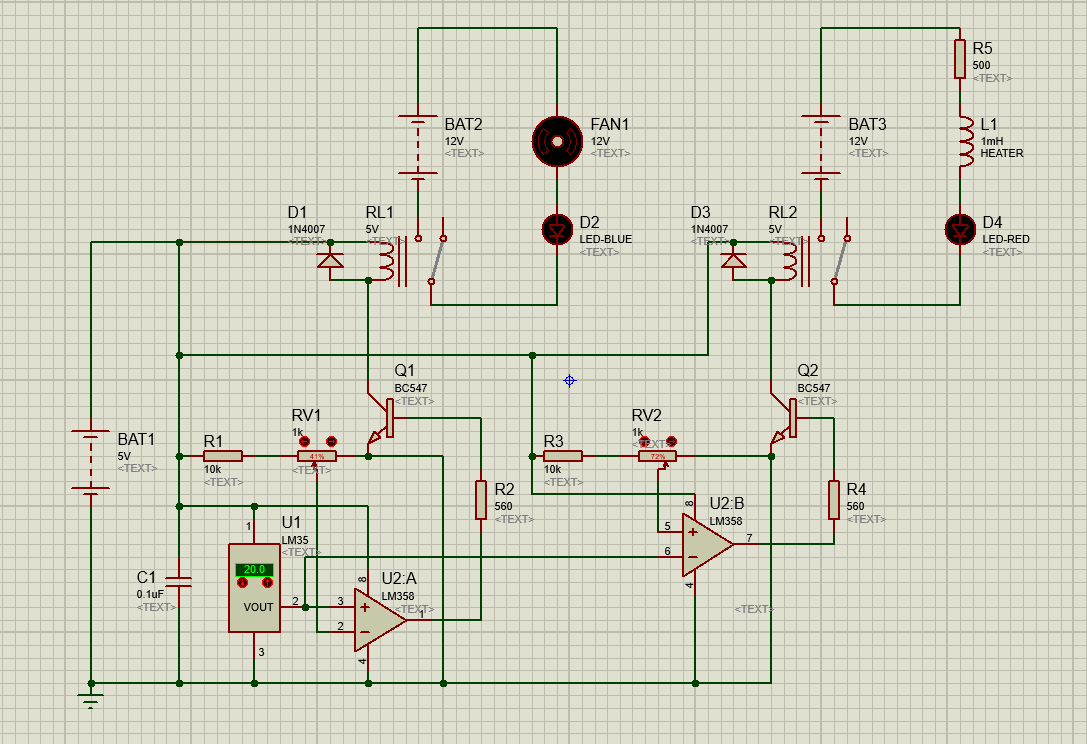 BAT2
12V
<TEXT>
FAN1
12V
<TEXT>
BAT3
12V
<TEXT>
R5
500
<TEXT>
L1
1mH
HEATER
D1
1N4007
<TEXT>
RL1
5V
<TEXT>
D2
LED-BLUE
<TEXT>
D3
1N4007
<TEXT>
RL2
5V
<TEXT>
D4
LED-RED
<TEXT>
Q1
BC547
<TEXT>
Q2
BC547
<TEXT>
BAT1
5V
<TEXT>
R1
10k
<TEXT>
RV1
1k
41%
<TEXT>
R3
10k
<TEXT>
RV2
1k
<TEXT>
72%
R2
560
<TEXT>
R4
560
<TEXT>
U2:B
LM358
<TEXT>
8
5
6
7
4
U1
LM35
<TEXT>
1
20.0
VOUT
2
3
C1
0.1uF
<TEXT>
U2:A
LM358
<TEXT>
8
3
2
1
4